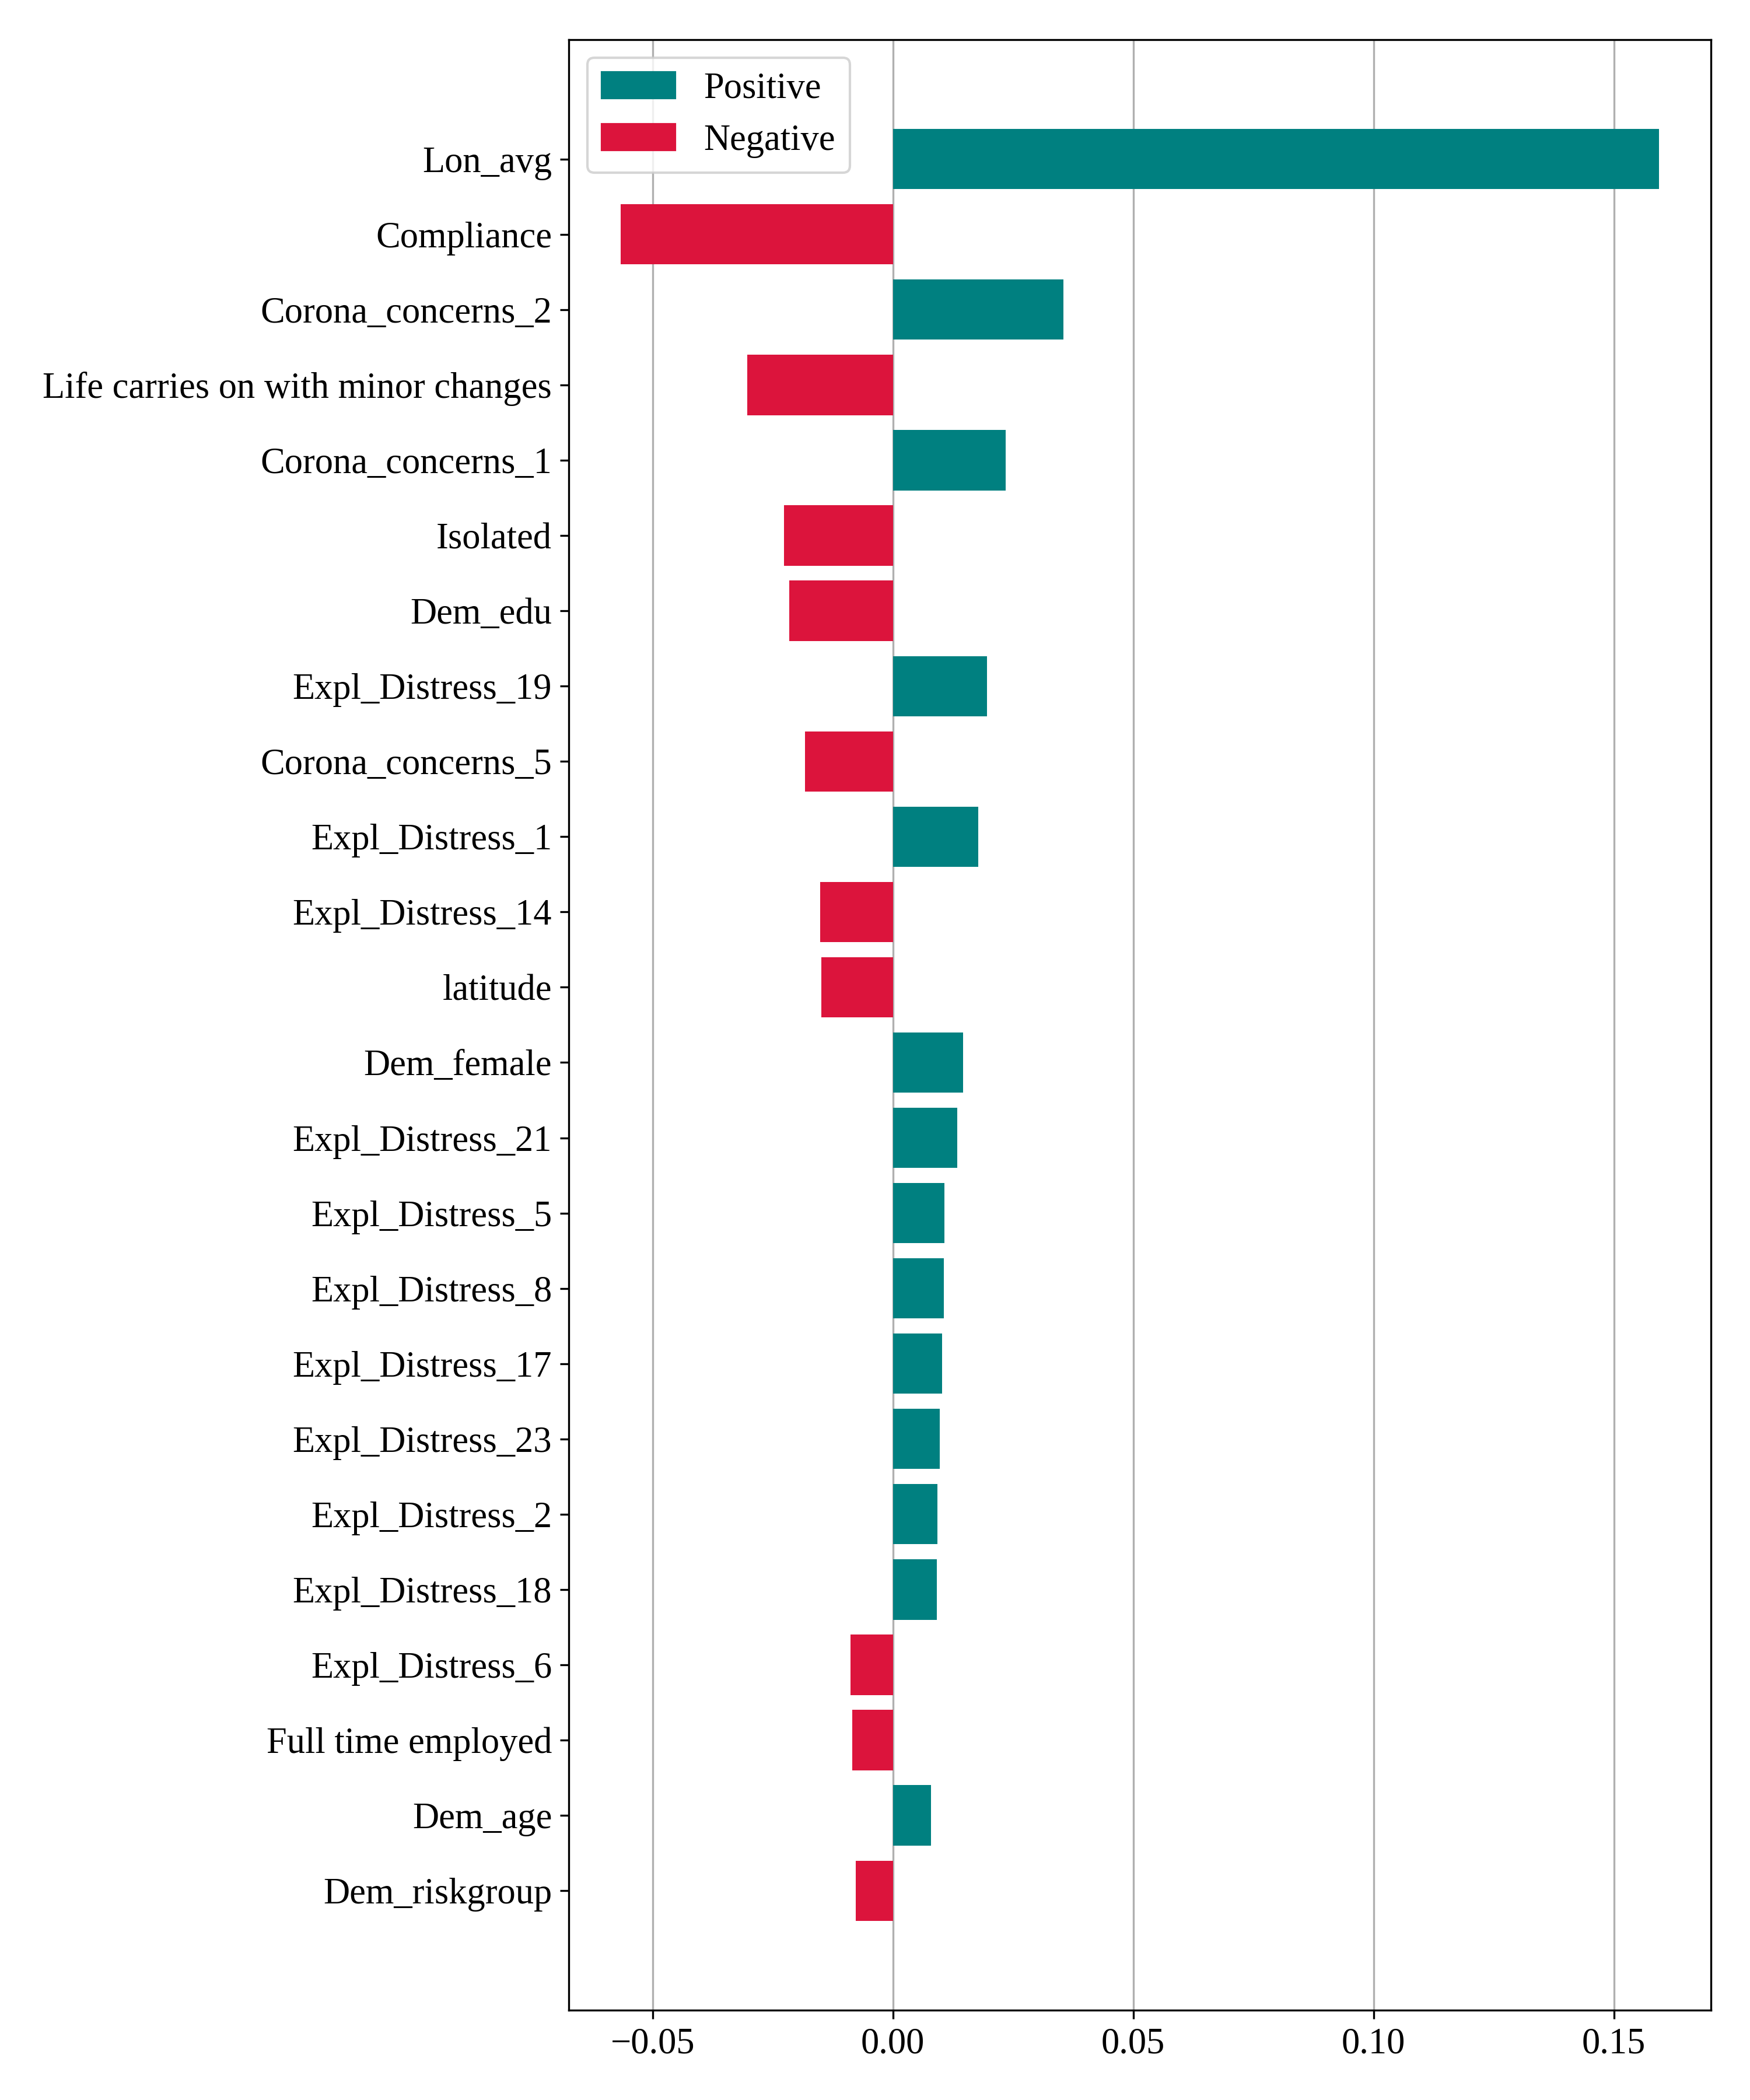 Positive
Negative
Lon_avg
Compliance
Corona_concerns_2
Life carries on with minor changes
Corona_concerns_1
Isolated
Dem_edu
Expl_Distress_19
Corona_concerns_5
Expl_Distress_1
Expl_Distress_14
latitude
Dem_female
Expl_Distress_21
Expl_Distress_5
Expl_Distress_8
Expl_Distress_17
Expl_Distress_23
Expl_Distress_2
Expl_Distress_18
Expl_Distress_6
Full time employed
Dem_age
Dem_riskgroup
−0.05 0.00 0.05 0.10 0.15